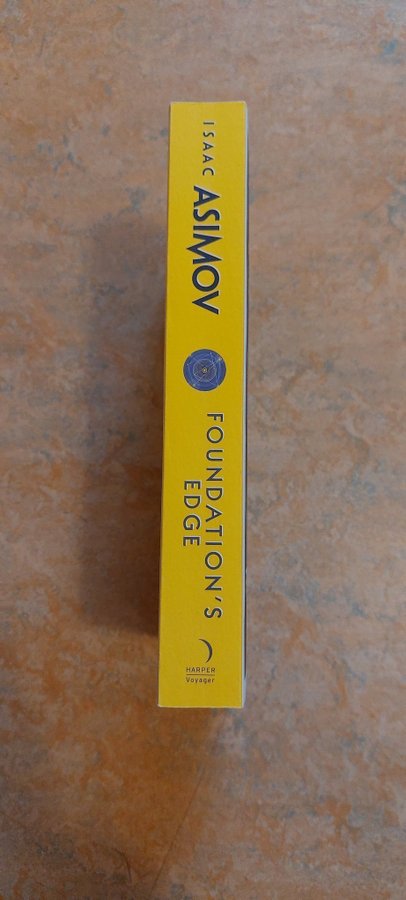 ISAAC ASIMOV
FOUNDATION'S
EDGE
HARPER
Voyager